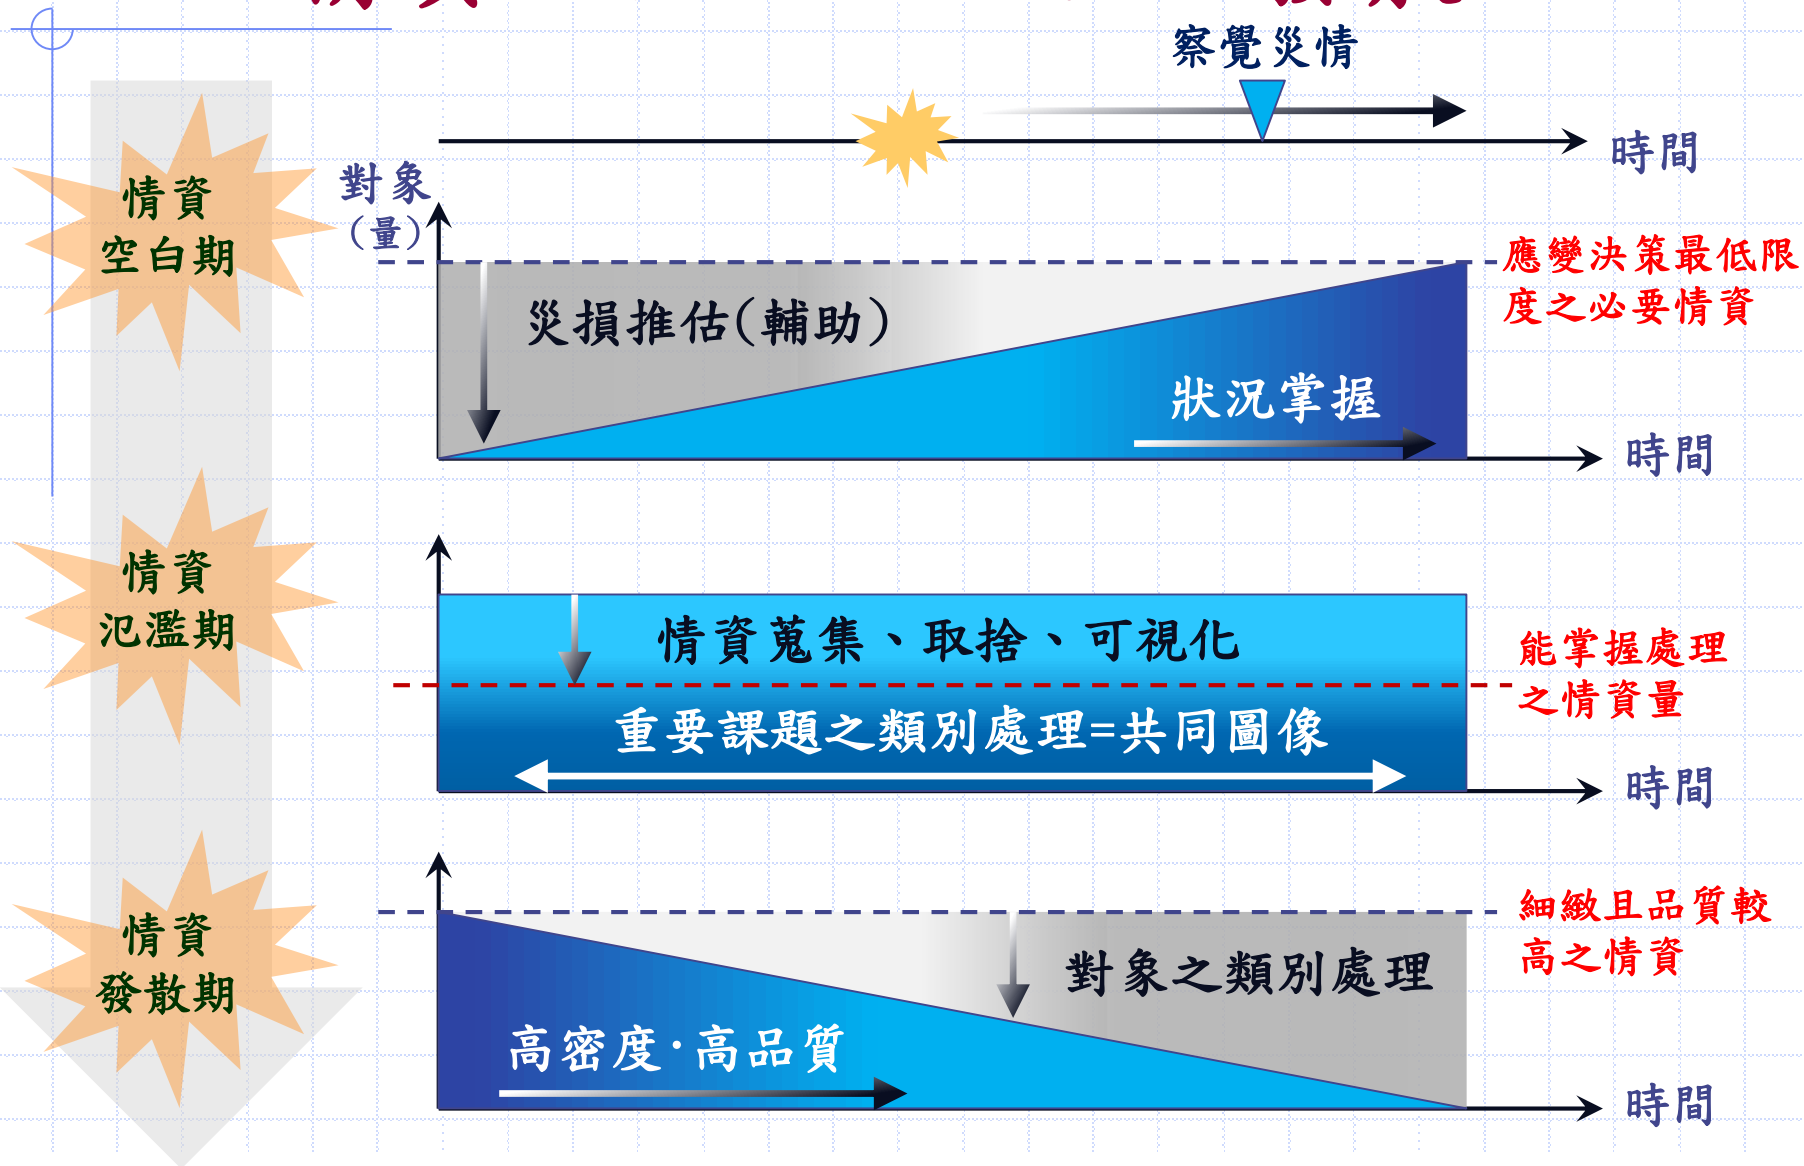 察覺災情
時間
對象
（量）
情資
空白期
應變決策最低限
度之必要情資
災損推估(輔助)
狀況掌握
時間
情資
氾濫期
情資蒐集、取捨、可視化
能掌握處理
之情資量
重要課題之類別處理=共同圖像
時間
情資
發散期
細緻且品質較
高之情資
對象之類別處理
高密度·高品質
時間